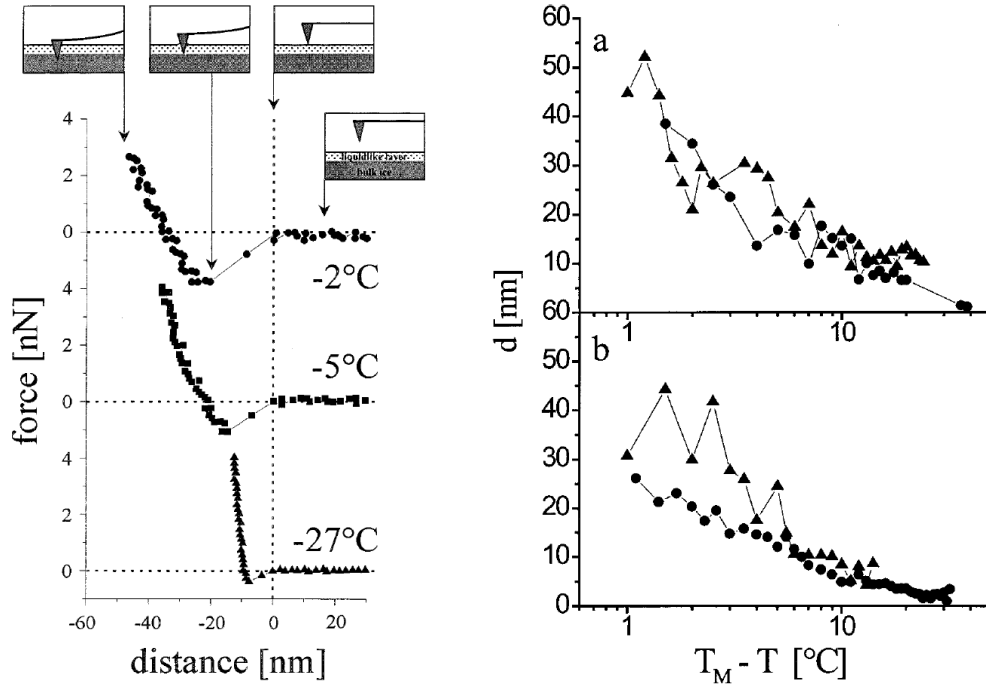 liquidlike layer
bulk ice
4
2
0
-2°C
4
2
0
-5°C
4
2
0
-27°C
force [nN]
-60 -40 -20 0 20
distance [nm]
a
60
50
40
30
20
10
60
1 10
b
50
40
30
20
10
0
1 10
d [nm]
T_M - T [°C]